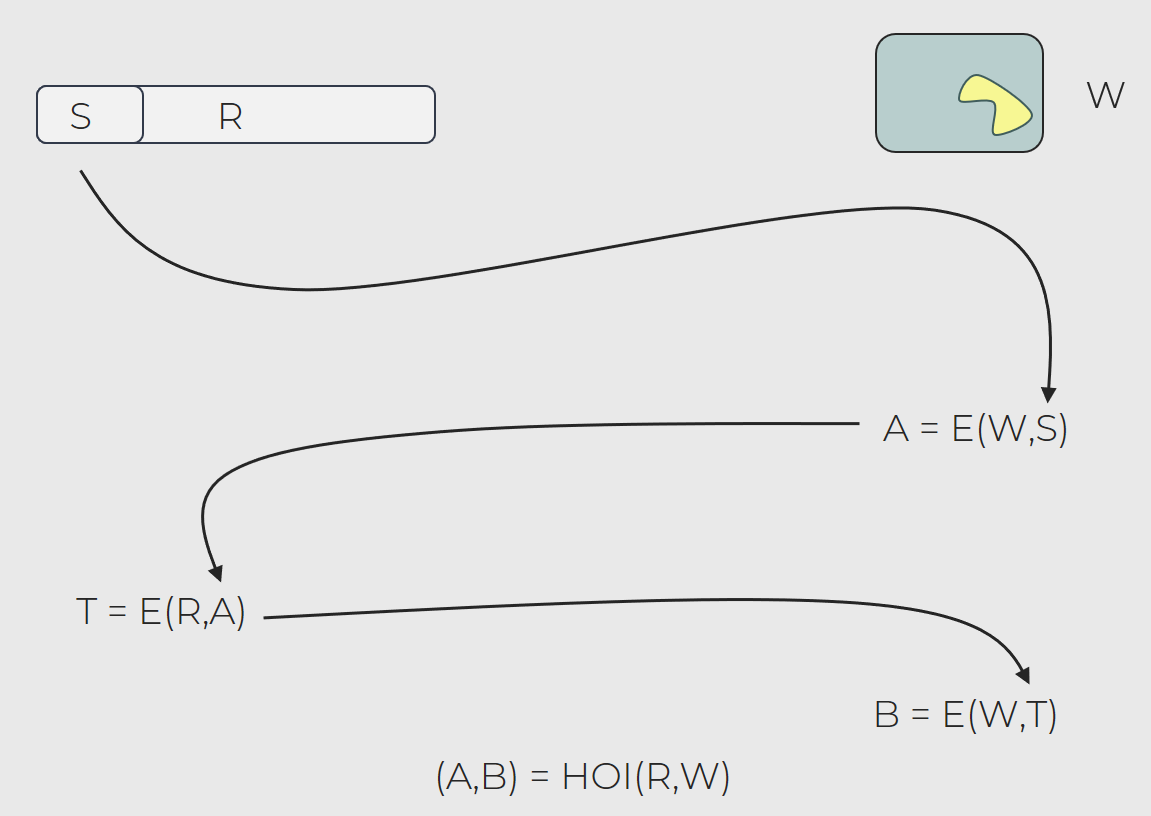 S R
W
A = E(W,S)
T = E(R,A)
B = E(W,T)
(A,B) = HOI(R,W)